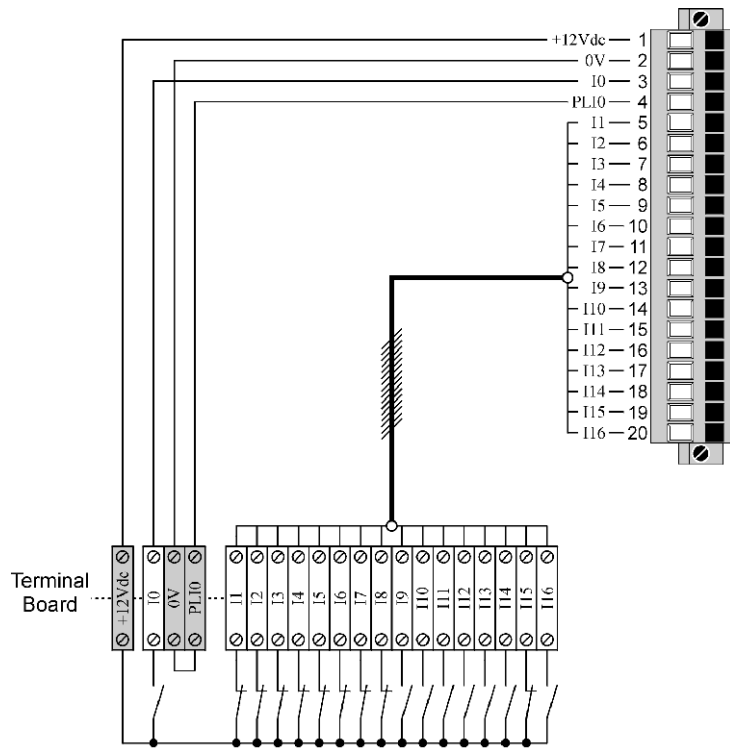 +12Vdc 1
0V 2
I0 3
PLI0 4
I1 5
I2 6
I3 7
I4 8
I5 9
I6 10
I7 11
I8 12
I9 13
I10 14
I11 15
I12 16
I13 17
I14 18
I15 19
I16 20
Terminal
Board
+12Vdc
I0
0V
PLI0
I1
I2
I3
I4
I5
I6
I7
I8
I9
I10
I11
I12
I13
I14
I15
I16